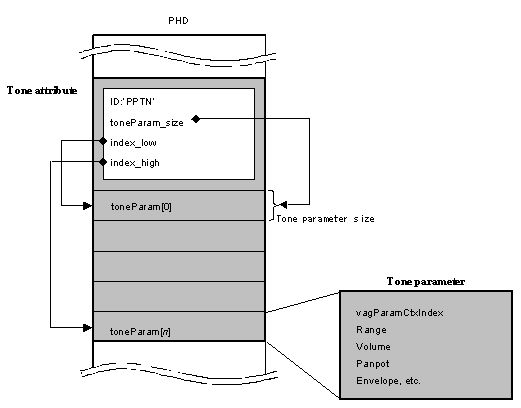 PHD
Tone attribute
ID:'PPTN'
toneParam_size
index_low
index_high
toneParam[0]
Tone parameter size
toneParam[n]
Tone parameter
vagParamCtxIndex
Range
Volume
Panpot
Envelope, etc.